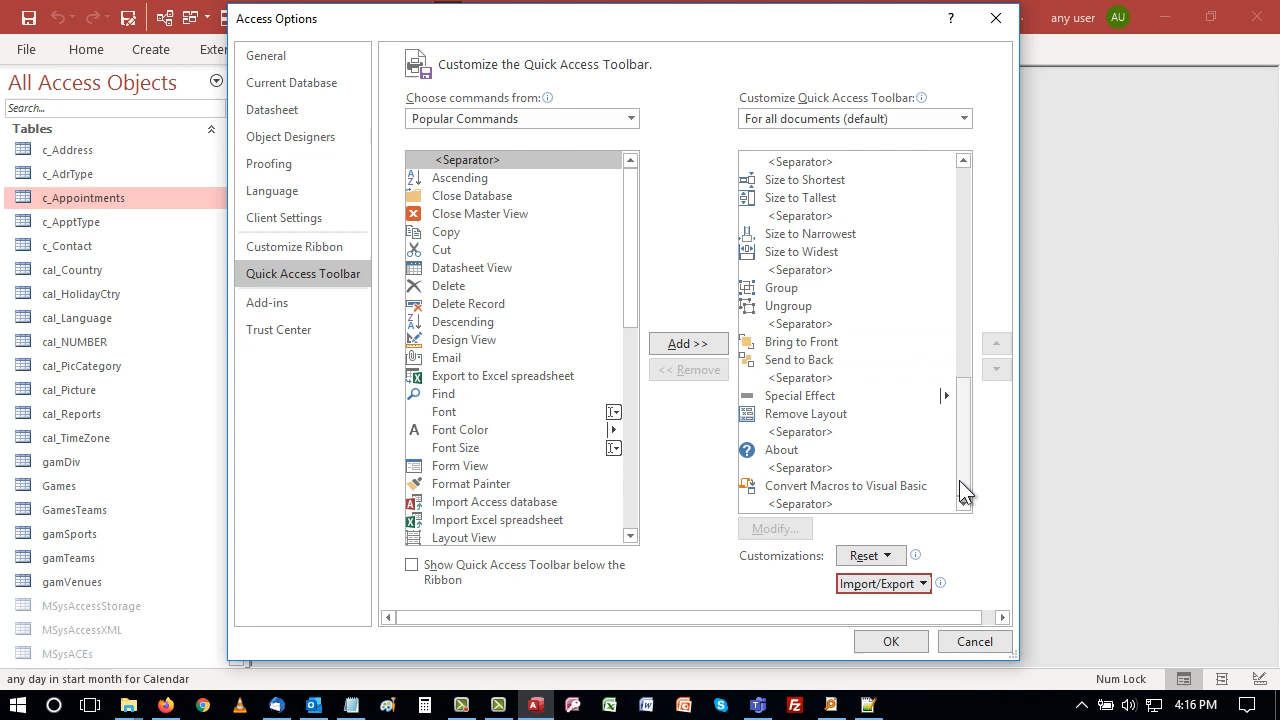 Access Options
?
any user
AU
File
Home
Create
Exter
All Access Objects
Search...
Tables
c_Address
c_AdrType
c_Appointments
c_ApptType
c_Contact
cal_Country
cal_HolidayCtry
cal_Language
cal_NUMBER
cal_PicCategory
cal_Picture
cal_Reports
cal_TimeZone
gamDiv
Games
GamesTeams
gamSports
gamTeams
gamVenues
MSysAccessStorage
MSysAccessXML
MSysACEs
General
Current Database
Datasheet
Object Designers
Proofing
Language
Client Settings
Customize Ribbon
Quick Access Toolbar
Add-ins
Trust Center
Customize the Quick Access Toolbar.
Choose commands from:
Popular Commands
<Separator>
Ascending
Close Database
Close Master View
Copy
Cut
Datasheet View
Delete
Delete Record
Descending
Design View
Email
Export to Excel spreadsheet
Find
Font
Font Color
Font Size
Form View
Format Painter
Import Access database
Import Excel spreadsheet
Layout View
Show Quick Access Toolbar below the
Ribbon
Add >>
<< Remove
Customize Quick Access Toolbar:
For all documents (default)
<Separator>
Size to Shortest
Size to Tallest
<Separator>
Size to Narrowest
Size to Widest
<Separator>
Group
Ungroup
<Separator>
Bring to Front
Send to Back
<Separator>
Special Effect
Remove Layout
<Separator>
About
<Separator>
Convert Macros to Visual Basic
<Separator>
Modify...
Customizations:
Reset
Import/Export
OK
Cancel
any day in start month for Calendar
Num Lock
4:16 PM